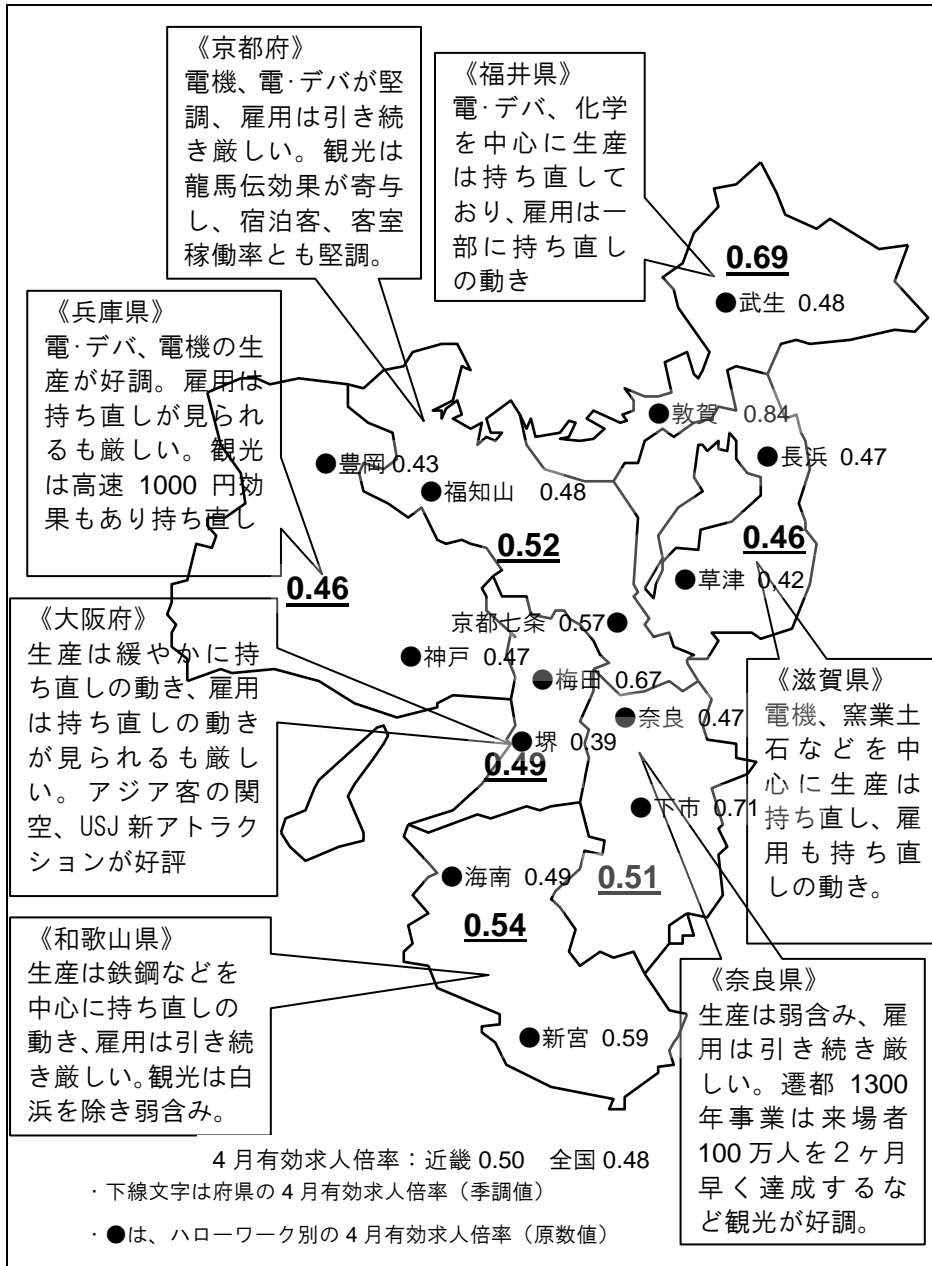 《京都府》
電機、電･デバが堅
調、雇用は引き続
き厳しい。観光は
龍馬伝効果が寄与
し、宿泊客、客室
稼働率とも堅調。
《福井県》
電･デバ、化学
を中心に生産
は持ち直して
おり、雇用は一
部に持ち直し
の動き
0.69
●武生 0.48
《兵庫県》
電･デバ、電機の生
産が好調。雇用は
持ち直しが見られ
るも厳しい。観光
は高速 1000 円効
果もあり持ち直し
●敦賀 0.84
●長浜 0.47
●豊岡 0.43
●福知山 0.48
0.52
0.46
●草津 0,42
0.46
京都七条 0.57●
●神戸 0.47
●梅田 0.67
●奈良 0.47
●堺 0.39
0.49
●下市 0.71
《大阪府》
生産は緩やかに持
ち直しの動き、雇用
は持ち直しの動き
が見られるも厳し
い。アジア客の関
空、USJ 新アトラク
ションが好評
《滋賀県》
電機、窯業土
石などを中
心に生産は
持ち直し、雇
用も持ち直
しの動き。
●海南 0.49
0.51
0.54
《和歌山県》
生産は鉄鋼などを
中心に持ち直しの
動き、雇用は引き続
き厳しい。観光は白
浜を除き弱含み。
●新宮 0.59
《奈良県》
生産は弱含み、雇
用は引き続き厳
しい。遷都 1300
年事業は来場者
100 万人を２ヶ月
早く達成するな
ど観光が好調。
4 月有効求人倍率：近畿 0.50　全国 0.48
・下線文字は府県の 4 月有効求人倍率（季調値）
・●は、ハローワーク別の 4 月有効求人倍率（原数値）